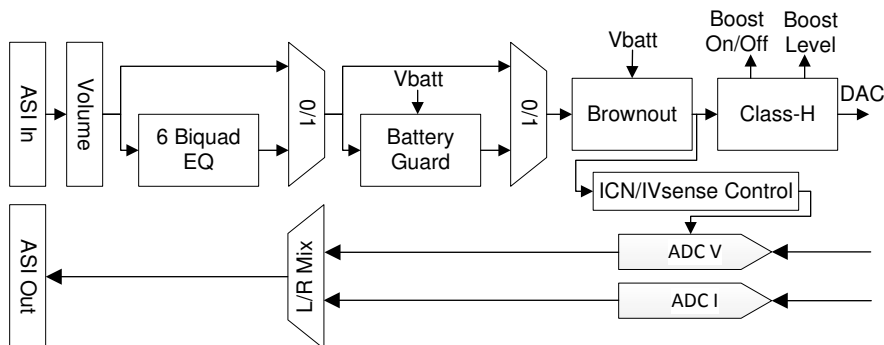 ASI In
Volume
6 Biquad
EQ
0/1
Vbatt
Battery
Guard
0/1
Vbatt
Brownout
Boost
On/Off
Boost
Level
Class-H
DAC
ICN/IVsense Control
ASI Out
L/R Mix
ADC V
ADC I